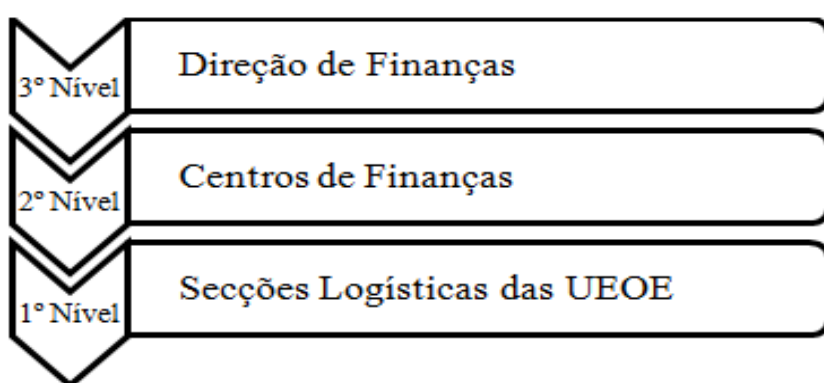 3º Nível
Direção de Finanças
2º Nível
Centros de Finanças
1º Nível
Secções Logísticas das UEOE